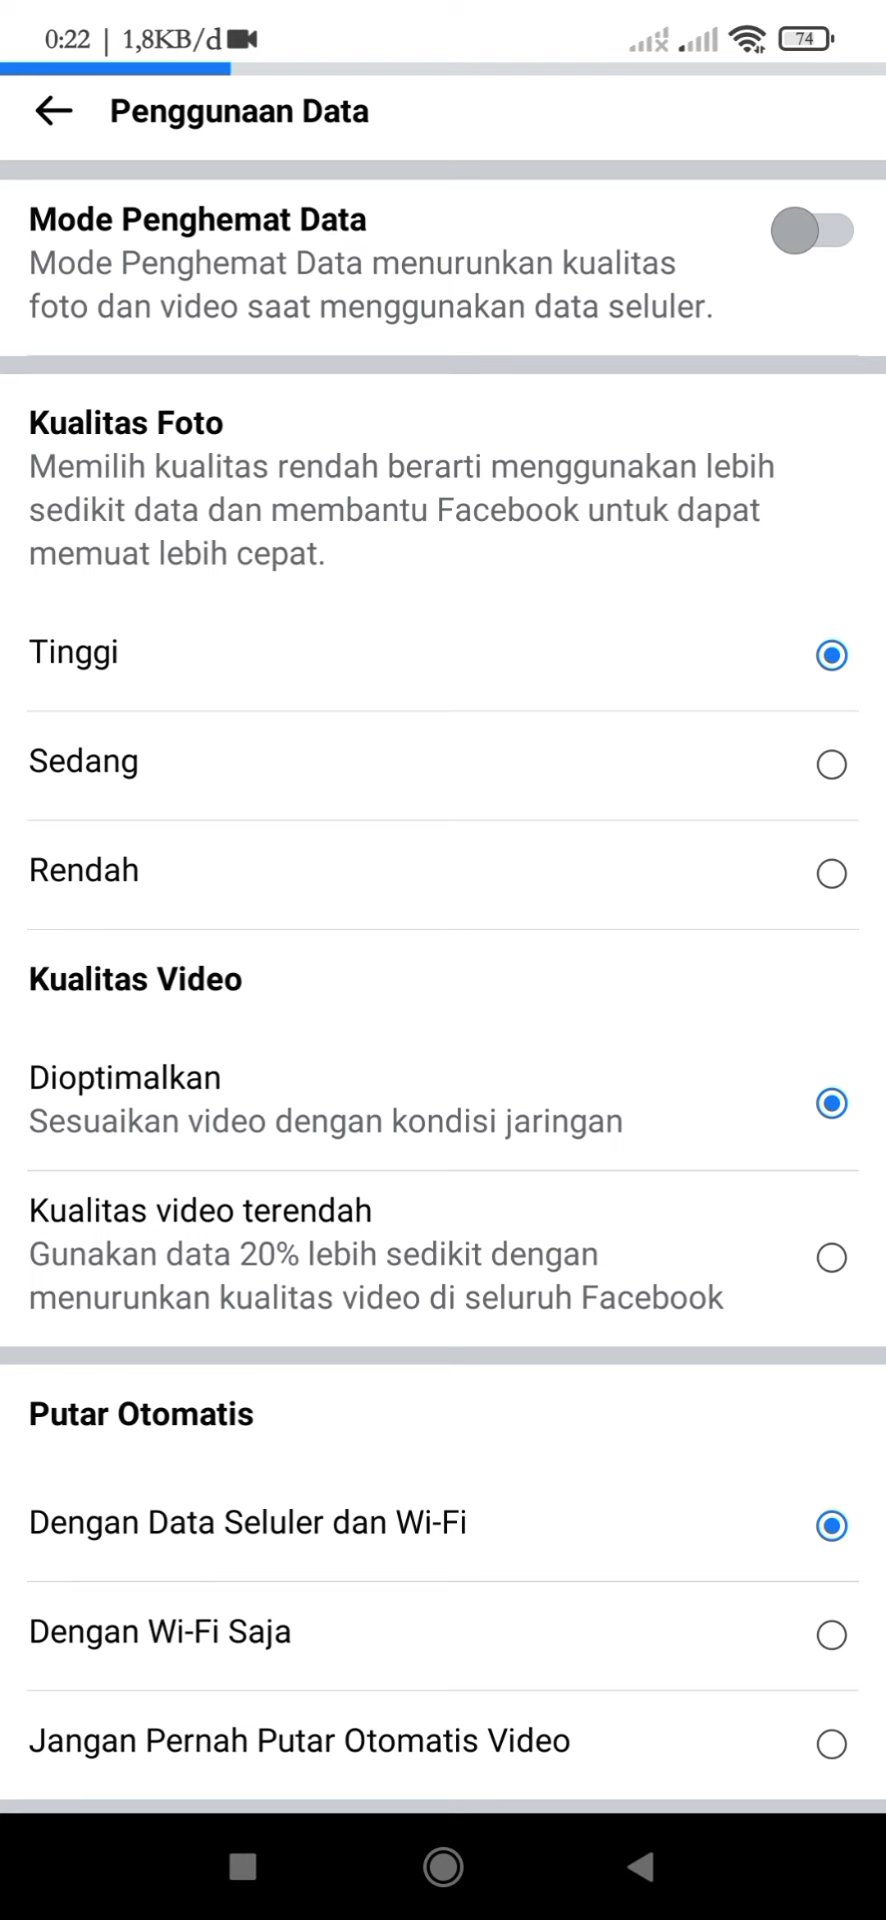 0:22 | 1,8KB/d
74
Penggunaan Data
Mode Penghemat Data
Mode Penghemat Data menurunkan kualitas
foto dan video saat menggunakan data seluler.
Kualitas Foto
Memilih kualitas rendah berarti menggunakan lebih
sedikit data dan membantu Facebook untuk dapat
memuat lebih cepat.
Tinggi
Sedang
Rendah
Kualitas Video
Dioptimalkan
Sesuaikan video dengan kondisi jaringan
Kualitas video terendah
Gunakan data 20% lebih sedikit dengan
menurunkan kualitas video di seluruh Facebook
Putar Otomatis
Dengan Data Seluler dan Wi-Fi
Dengan Wi-Fi Saja
Jangan Pernah Putar Otomatis Video